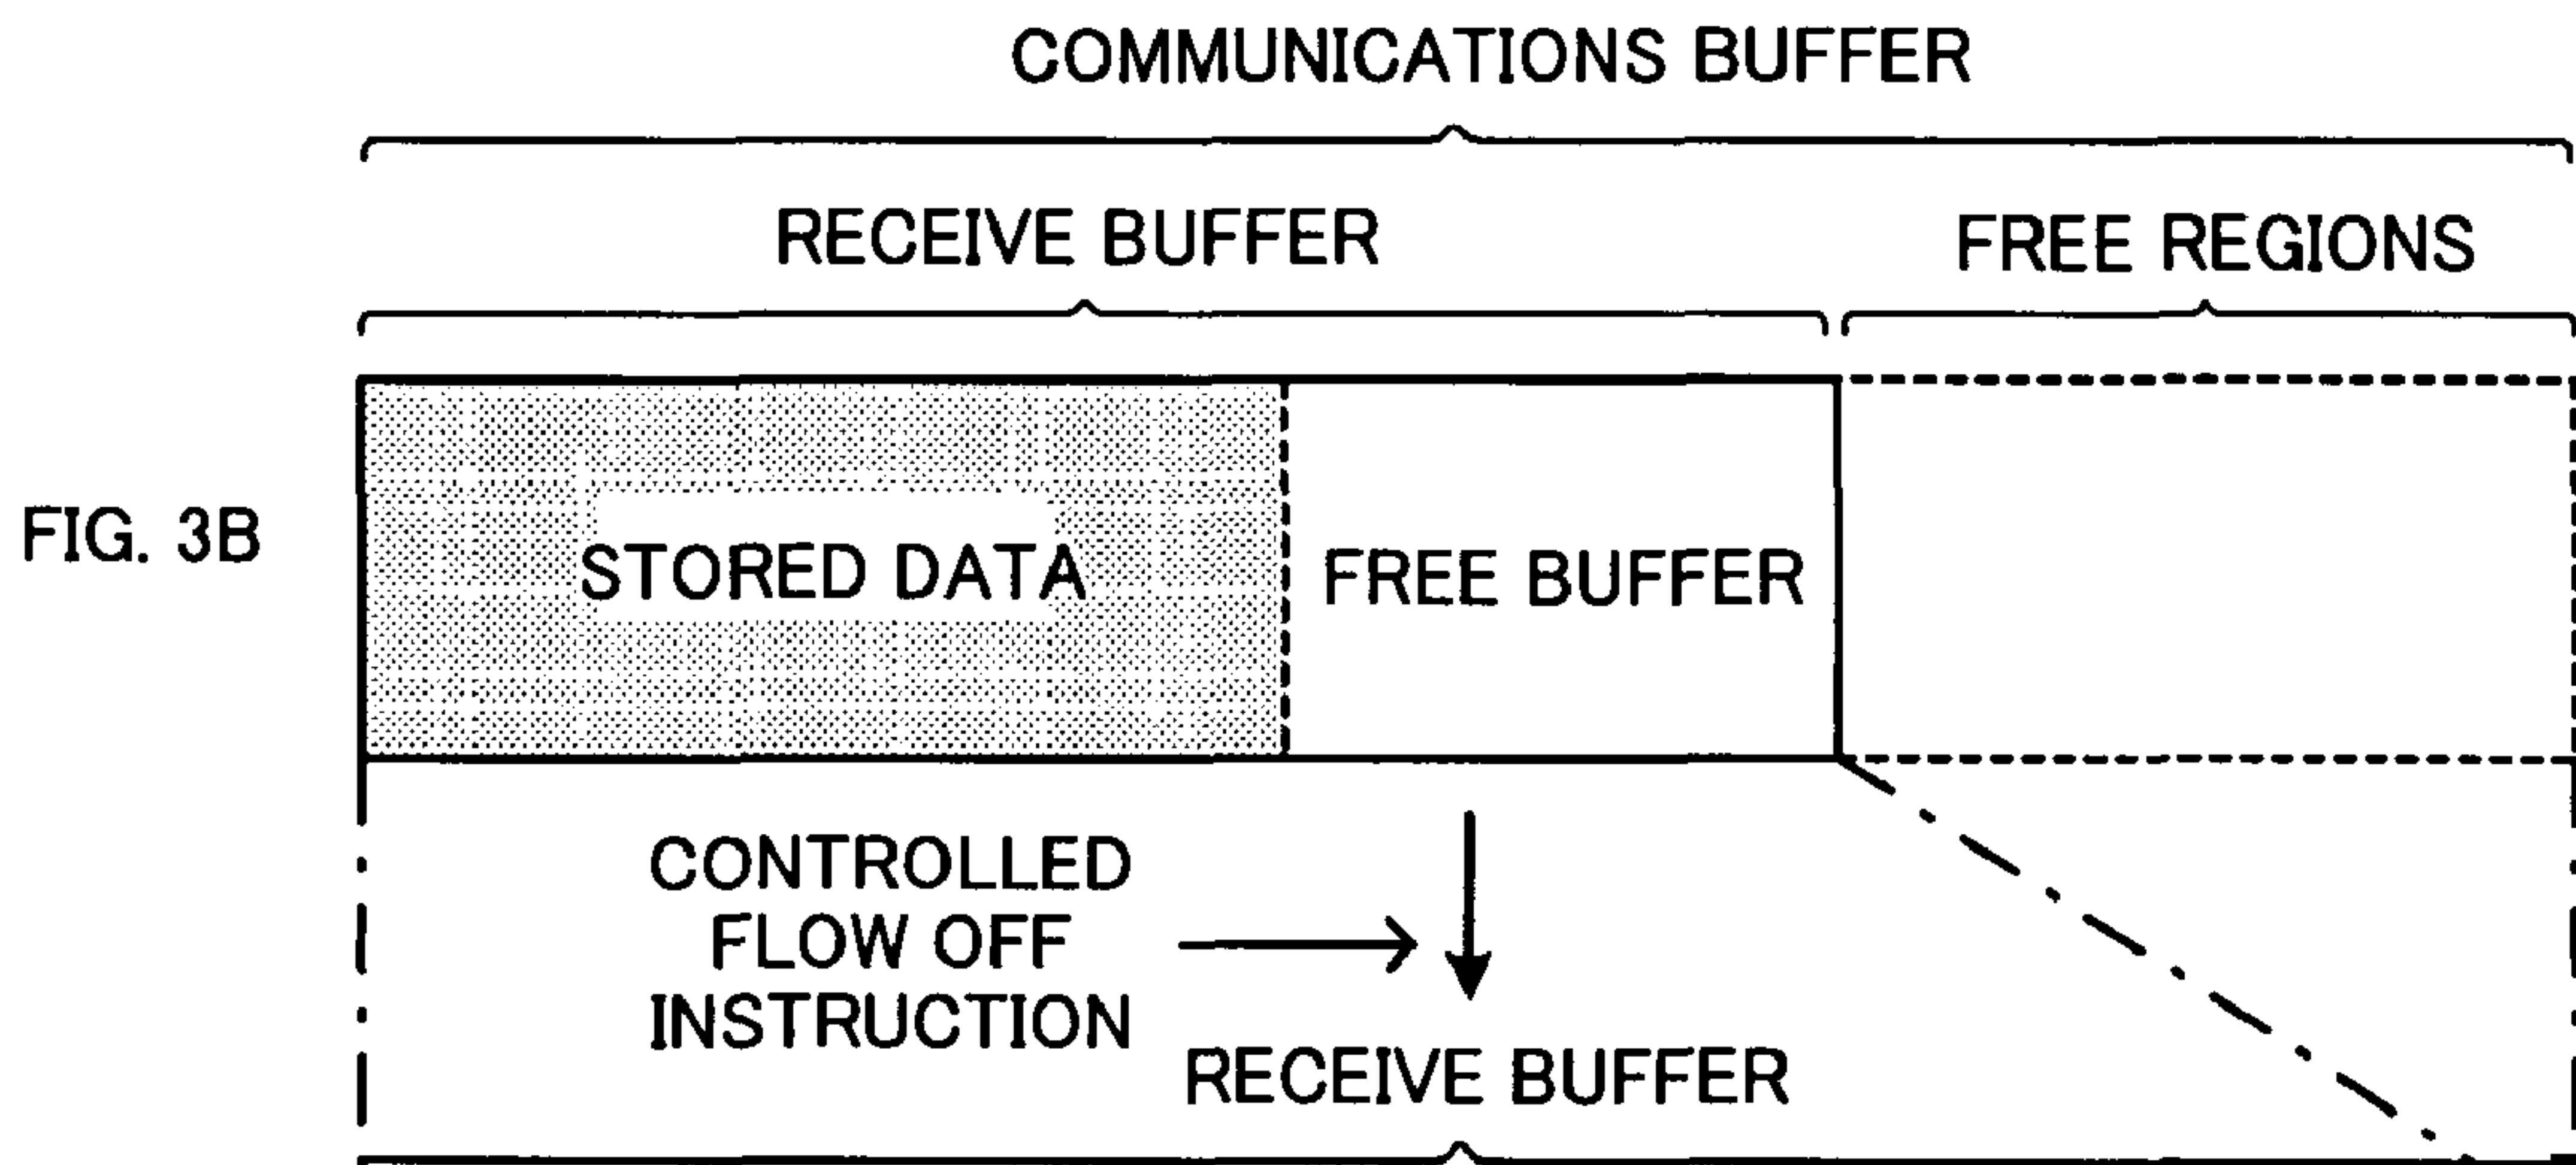 COMMUNICATIONS BUFFER
RECEIVE BUFFER
FREE REGIONS
FIG. 3B
STORED DATA
FREE BUFFER
CONTROLLED
FLOW OFF
INSTRUCTION
RECEIVE BUFFER